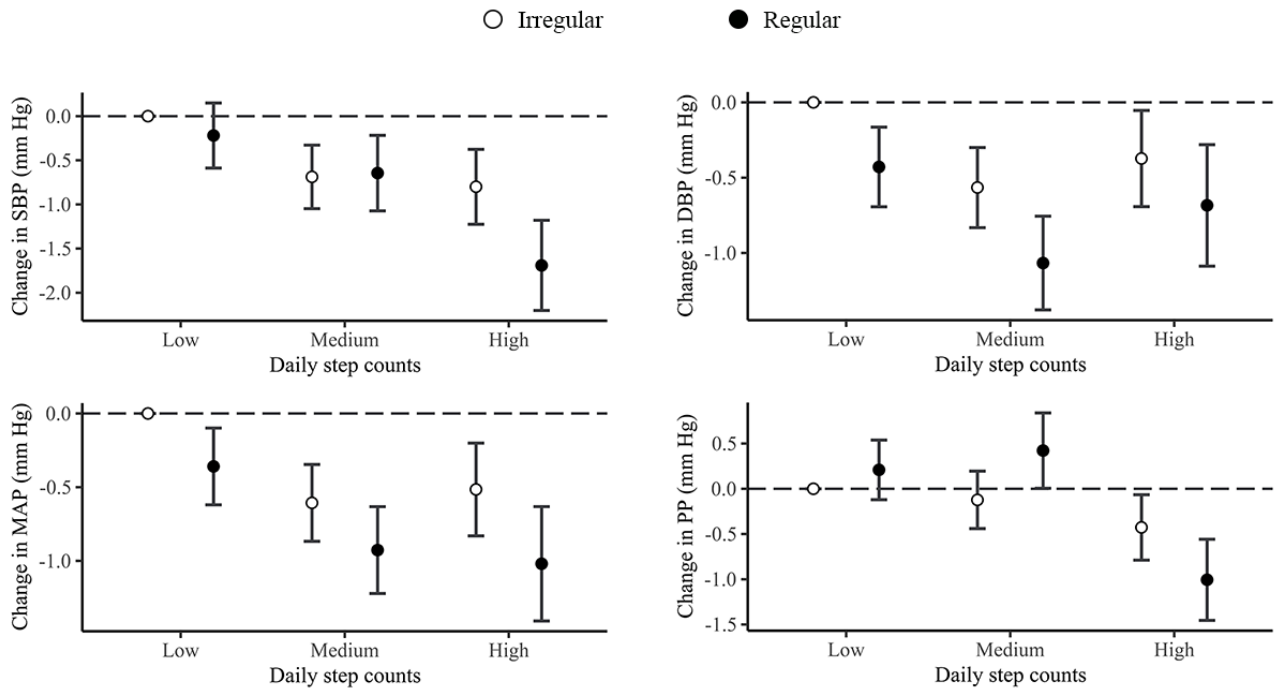 Irregular
Regular
Change in SBP (mm Hg)
0.0
-0.5
-1.0
-1.5
-2.0
Low Medium High
Daily step counts
Change in DBP (mm Hg)
0.0
-0.5
-1.0
Low Medium High
Daily step counts
Change in MAP (mm Hg)
0.0
-0.5
-1.0
Low Medium High
Daily step counts
Change in PP (mm Hg)
0.5
0.0
-0.5
-1.0
-1.5
Low Medium High
Daily step counts